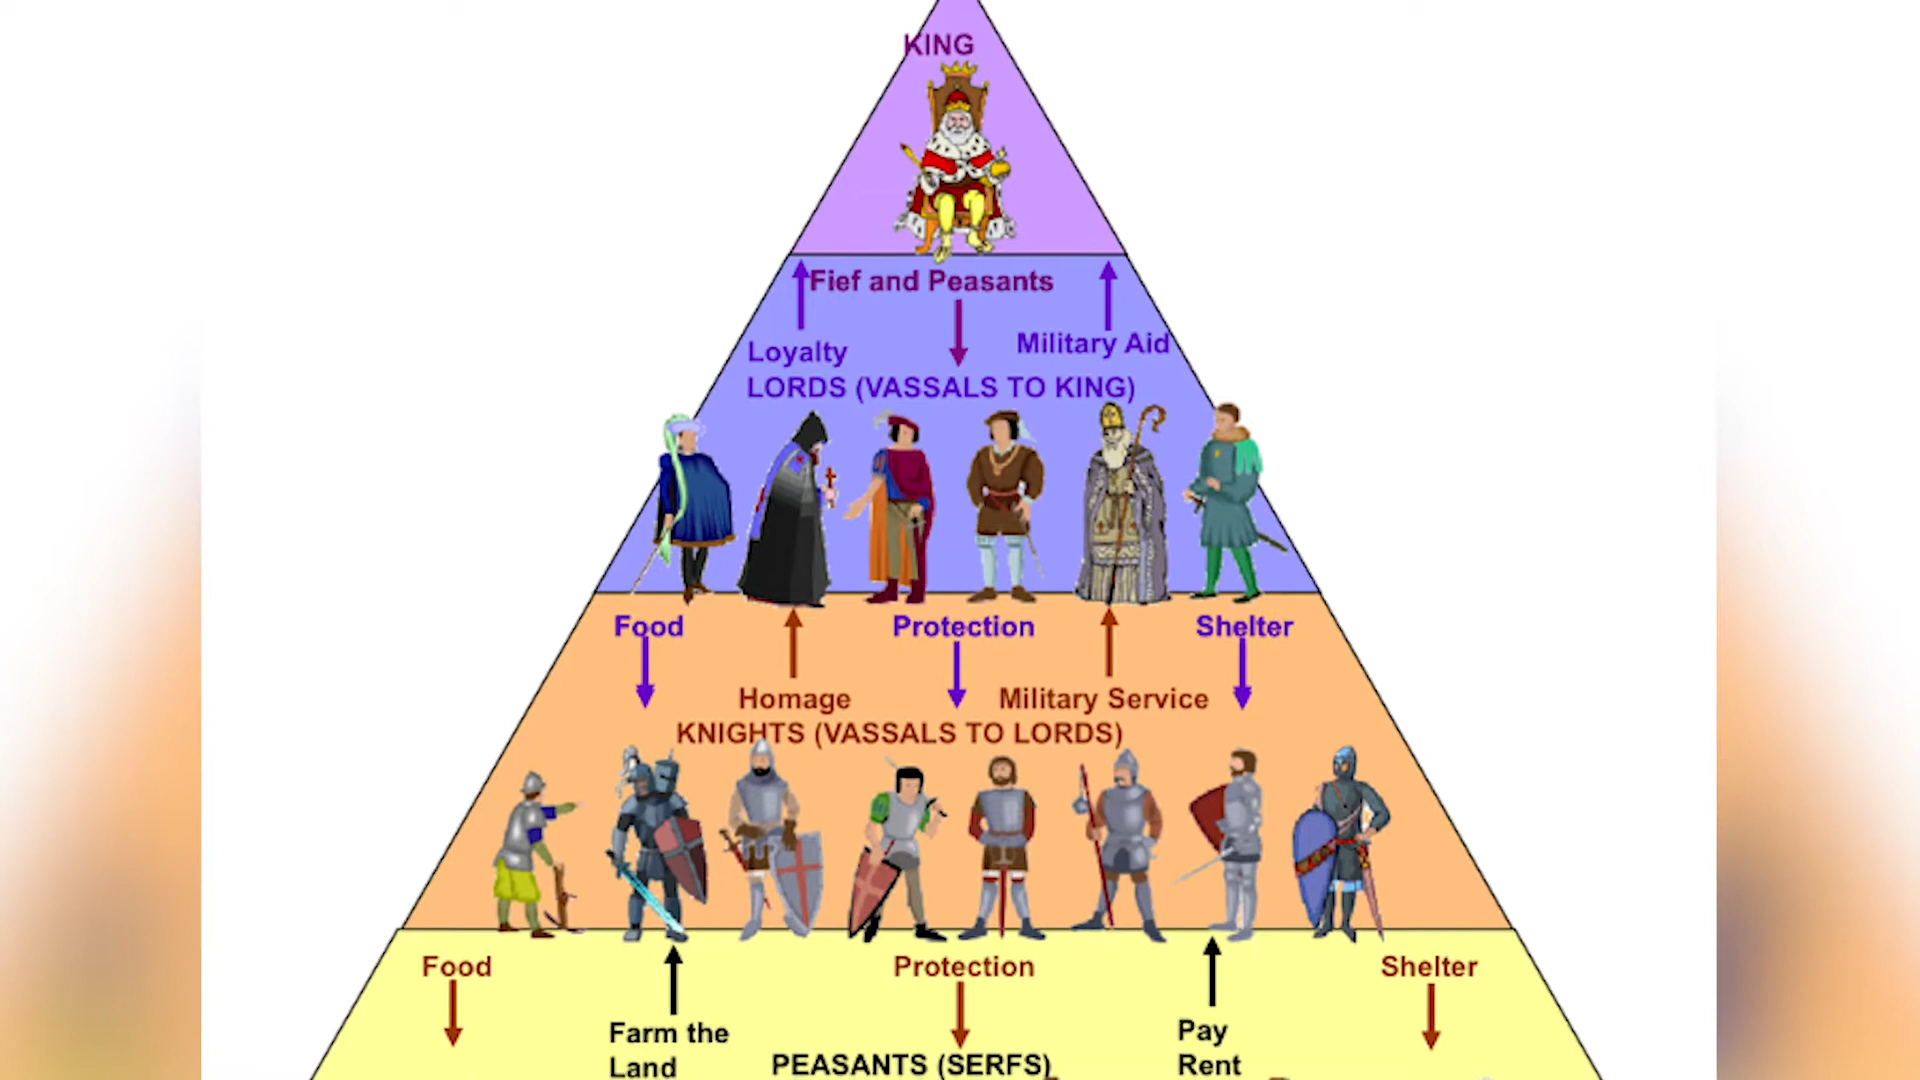 KING
Fief and Peasants
Loyalty
Military Aid
LORDS (VASSALS TO KING)
Food
Protection
Shelter
Homage
Military Service
KNIGHTS (VASSALS TO LORDS)
Food
Protection
Shelter
Farm the
Land
Pay
Rent
PEASANTS (SERFS)